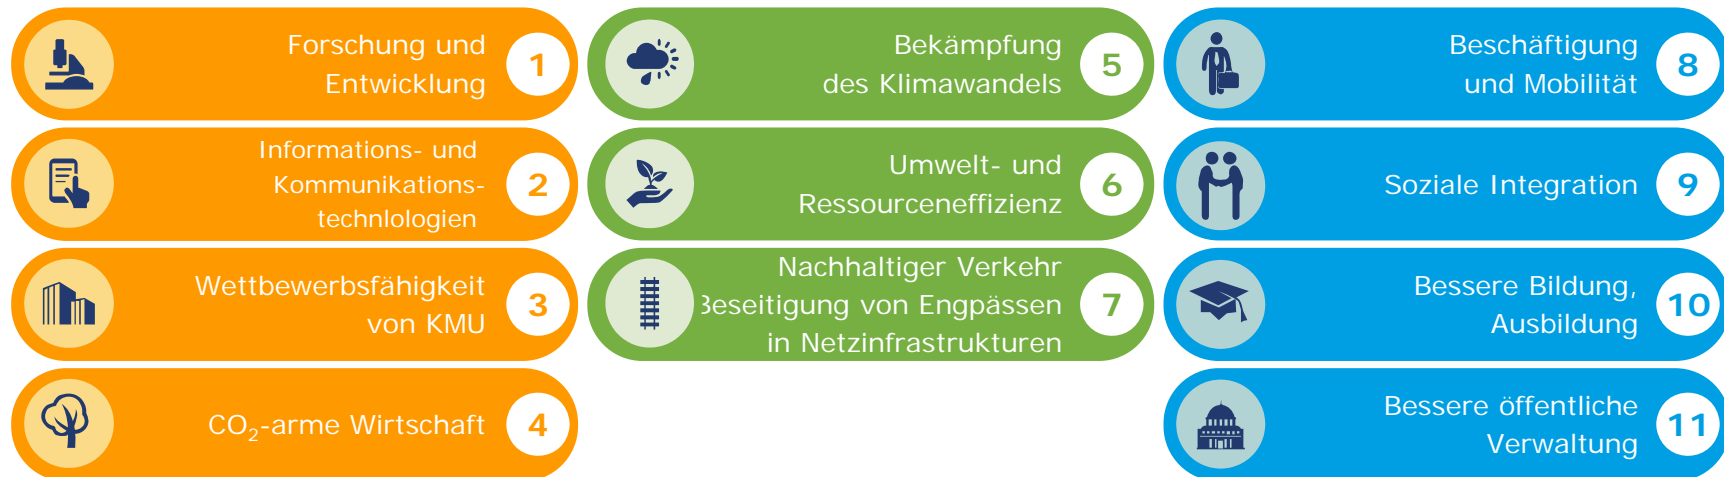 Forschung und
Entwicklung
1
Informations- und
Kommunikations-
technlologien
2
Wettbewerbsfähigkeit
von KMU
3
CO₂-arme Wirtschaft
4
Bekämpfung
des Klimawandels
5
Umwelt- und
Ressourceneffizienz
6
Nachhaltiger Verkehr
Beseitigung von Engpässen
in Netzinfrastrukturen
7
Beschäftigung
und Mobilität
8
Soziale Integration
9
Bessere Bildung,
Ausbildung
10
Bessere öffentliche
Verwaltung
11